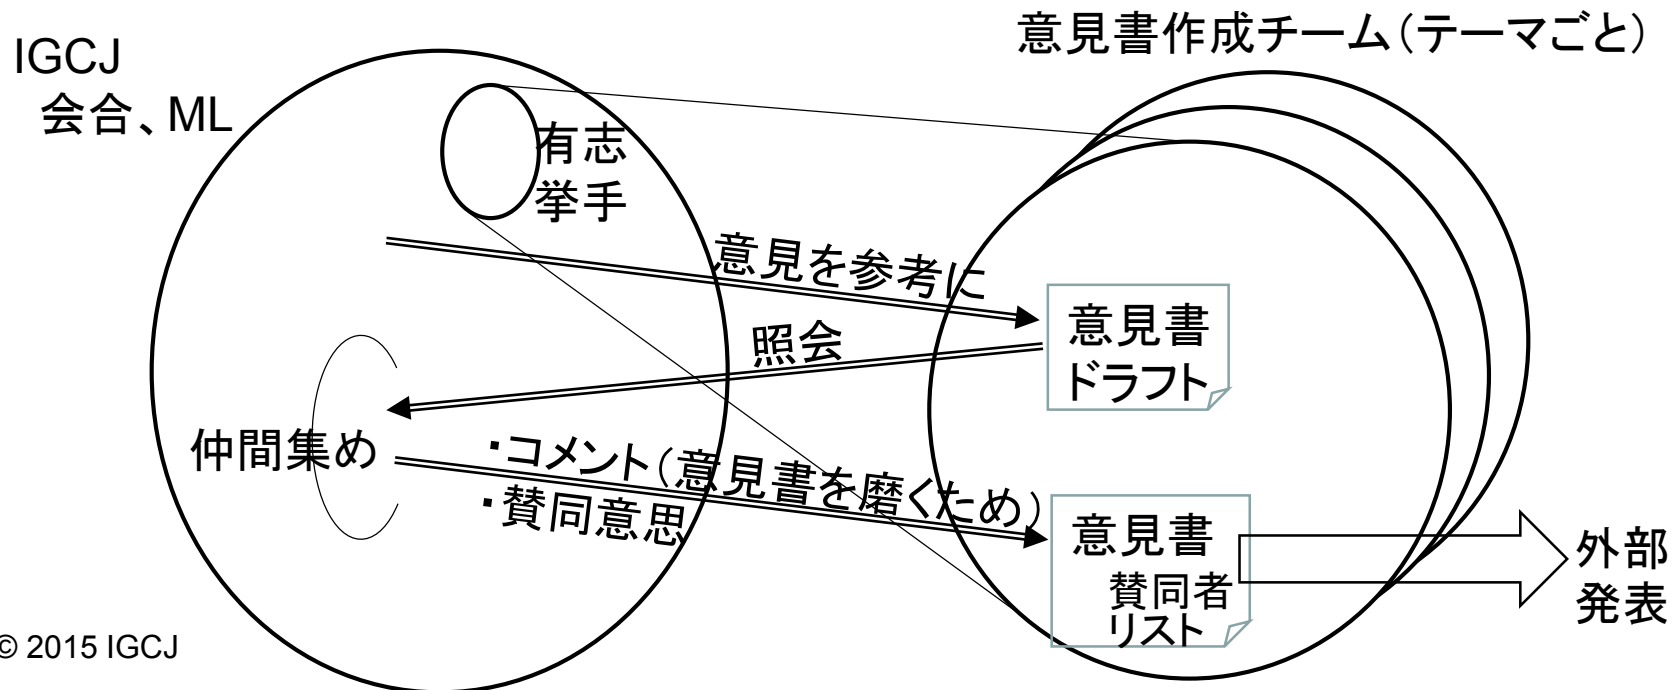 意見書作成チーム（テーマごと）
IGCJ
会合、ML
有志
挙手
意見を参考に
意見書
ドラフト
照会
仲間集め
・コメント（意見書を磨くため）
・賛同意思
意見書
賛同者
リスト
外部
発表
© 2015 IGCJ